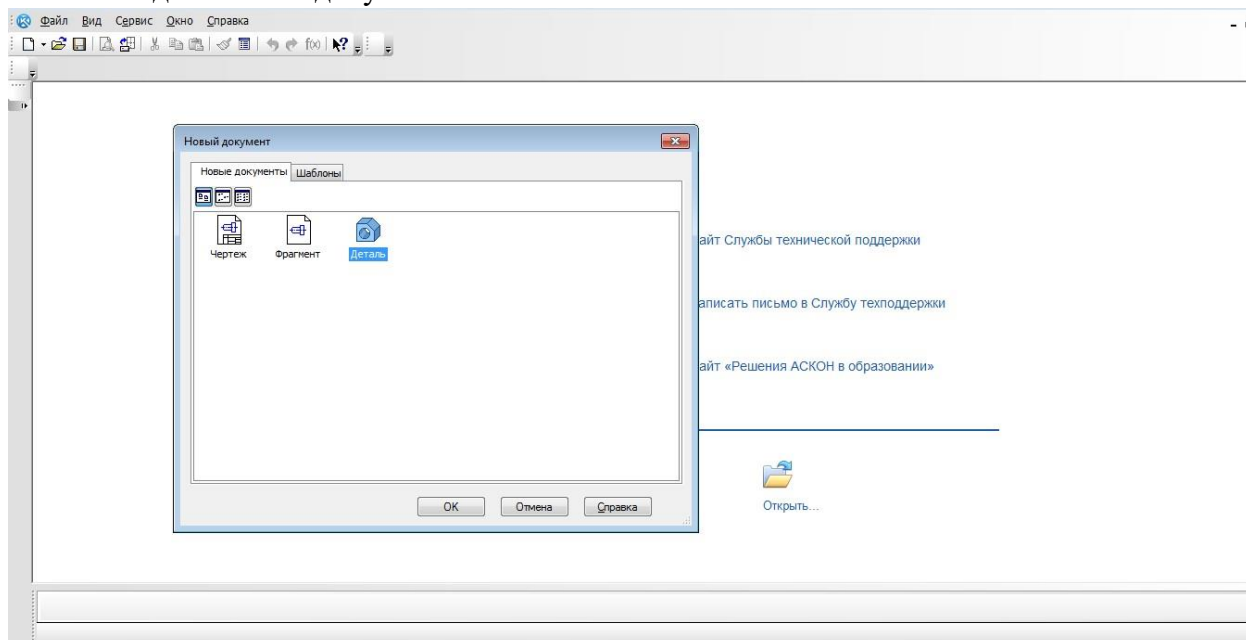 Файл Вид Сервис Окно Справка
f(x)
Новый документ
Новые документы Шаблоны
Чертеж Фрагмент Деталь
айт Службы технической поддержки
аписать письмо в Службу техподдержки
айт «Решения АСКОН в образовании»
OK Отмена Справка
Открыть...